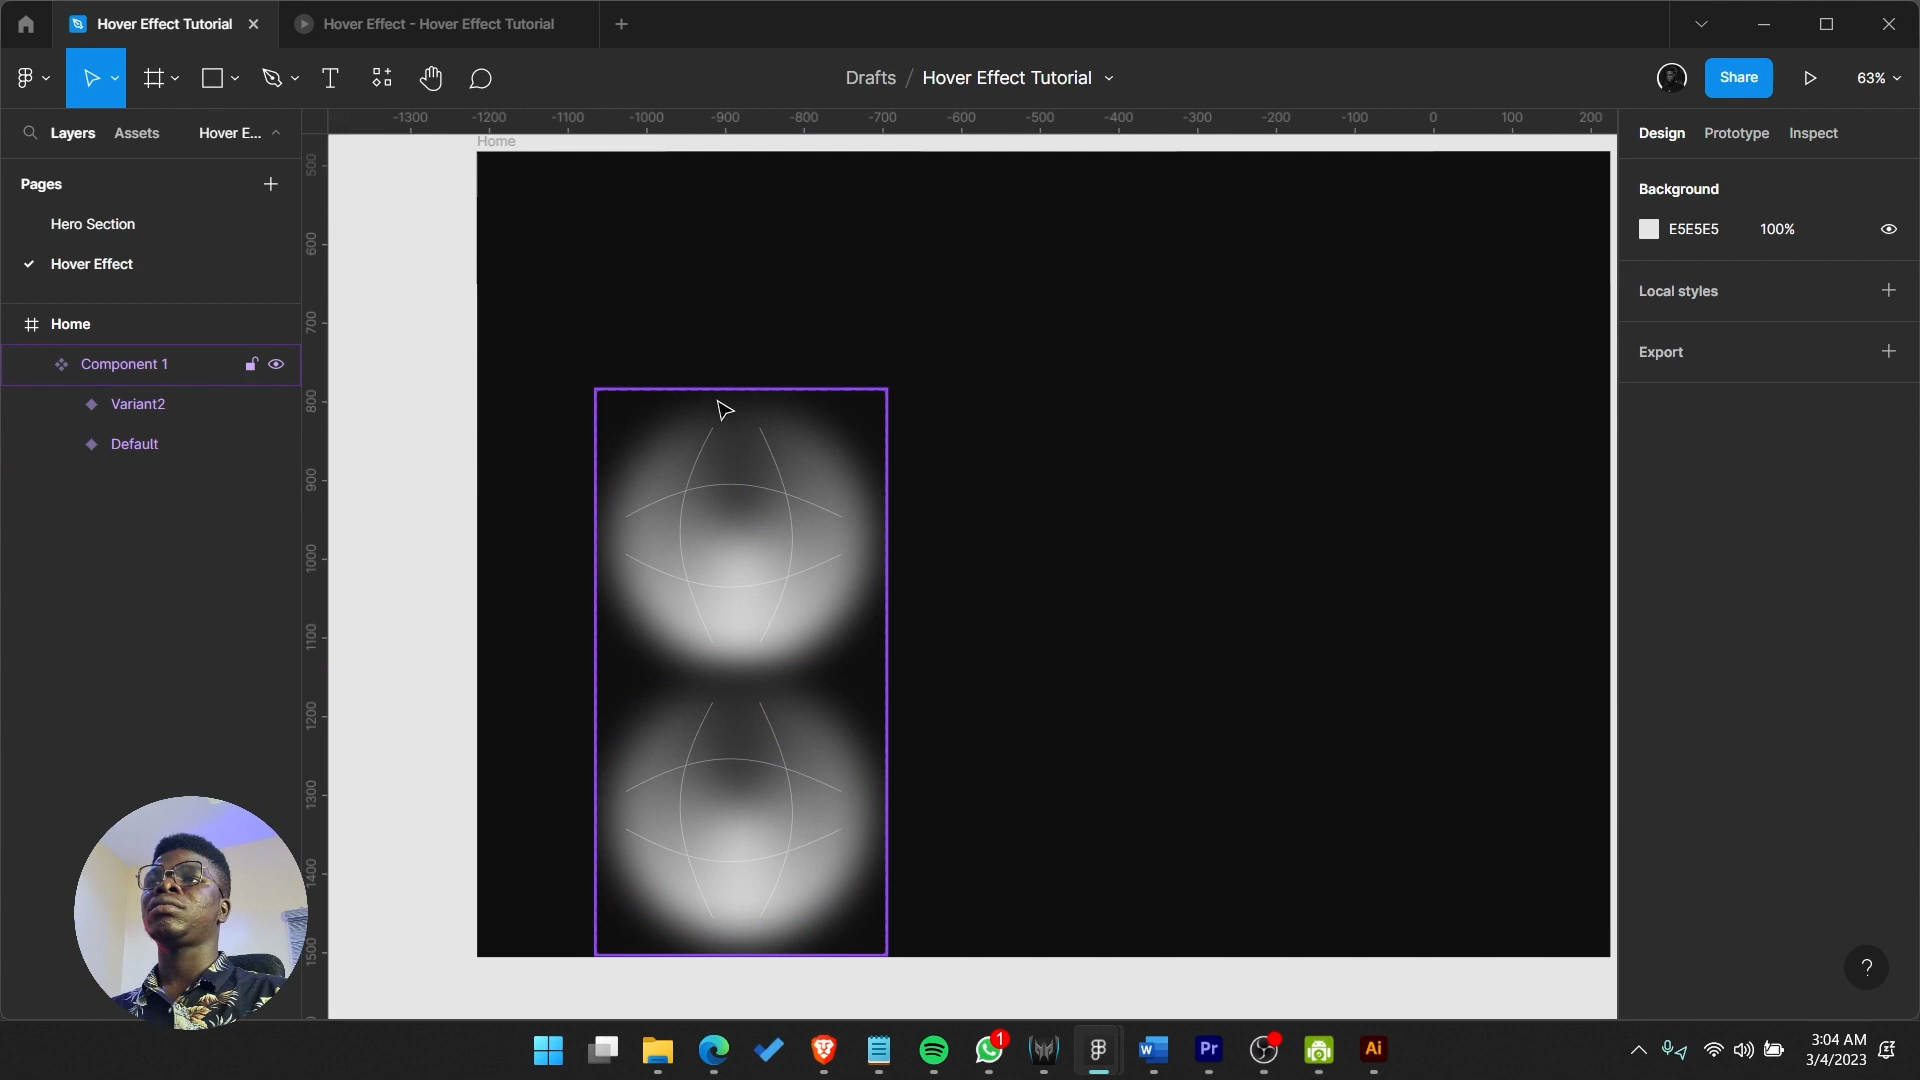 Hover Effect Tutorial
Hover Effect - Hover Effect Tutorial
Drafts / Hover Effect Tutorial
Share
63%
Layers
Assets
Hover E...
-1300
-1200
-1100
-1000
-900
-800
-700
-600
-500
-400
-300
-200
-100
0
100
200
Design
Prototype
Inspect
Home
Pages
Hero Section
Hover Effect
Home
Component 1
Variant2
Default
500
600
700
800
900
1000
1100
1200
1300
1400
1500
Background
E5E5E5 100%
Local styles
Export
?
1
W
Pr
Ai
3:04 AM
3/4/2023